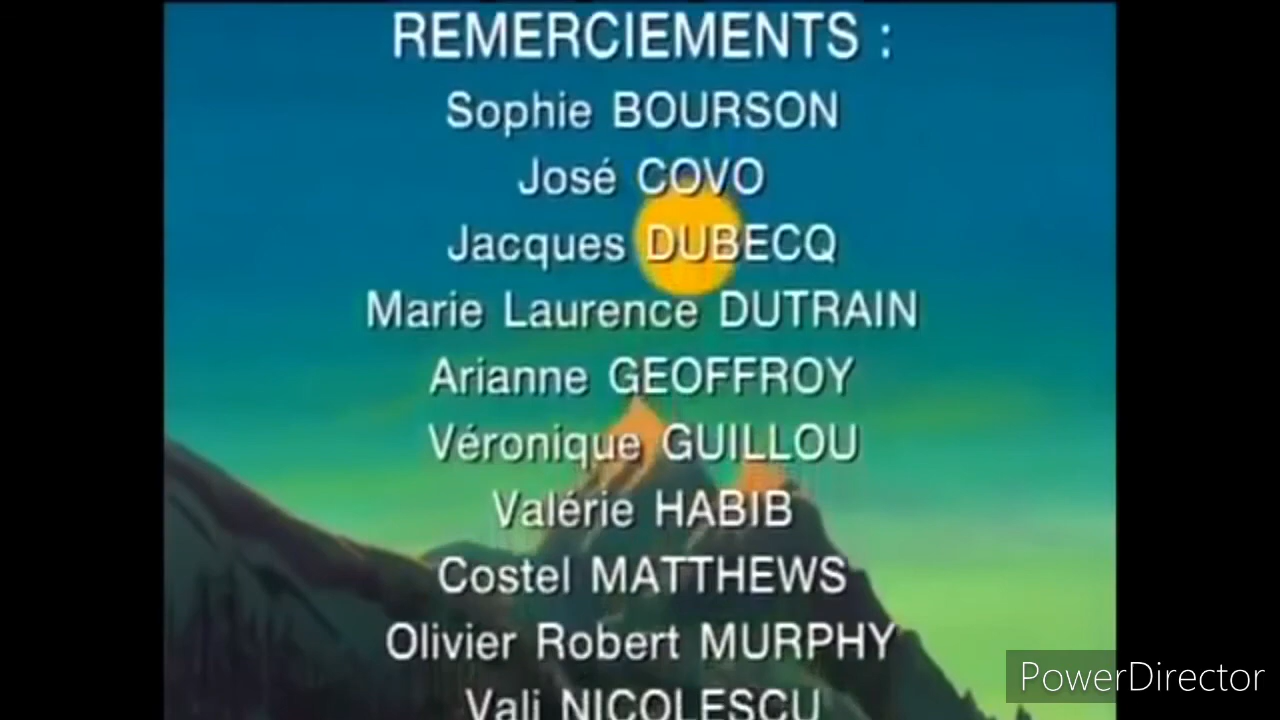 REMERCIEMENTS :
Sophie BOURSON
José COVO
Jacques DUBECQ
Marie Laurence DUTRAIN
Arianne GEOFFROY
Véronique GUILLOU
Valérie HABIB
Costel MATTHEWS
Olivier Robert MURPHY
Vali NICOLESCU
PowerDirector